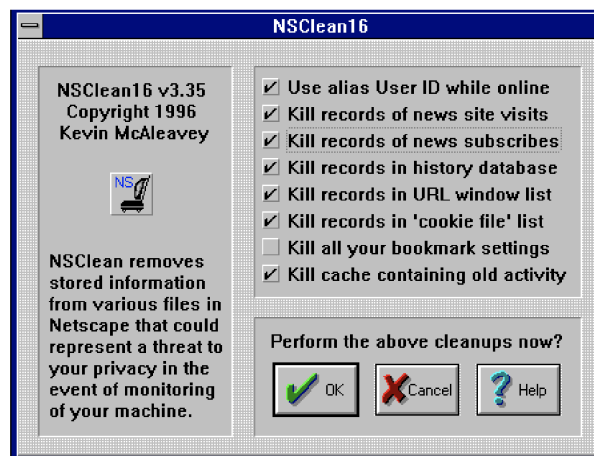 NSClean16
NSClean16 v3.35
Copyright 1996
Kevin McAleavey
NS
NSClean removes
stored information
from various files in
Netscape that could
represent a threat to
your privacy in the
event of monitoring
of your machine.
Use alias User ID while online
Kill records of news site visits
Kill records of news subscribes
Kill records in history database
Kill records in URL window list
Kill records in 'cookie file' list
Kill all your bookmark settings
Kill cache containing old activity
Perform the above cleanups now?
OK
Cancel
Help